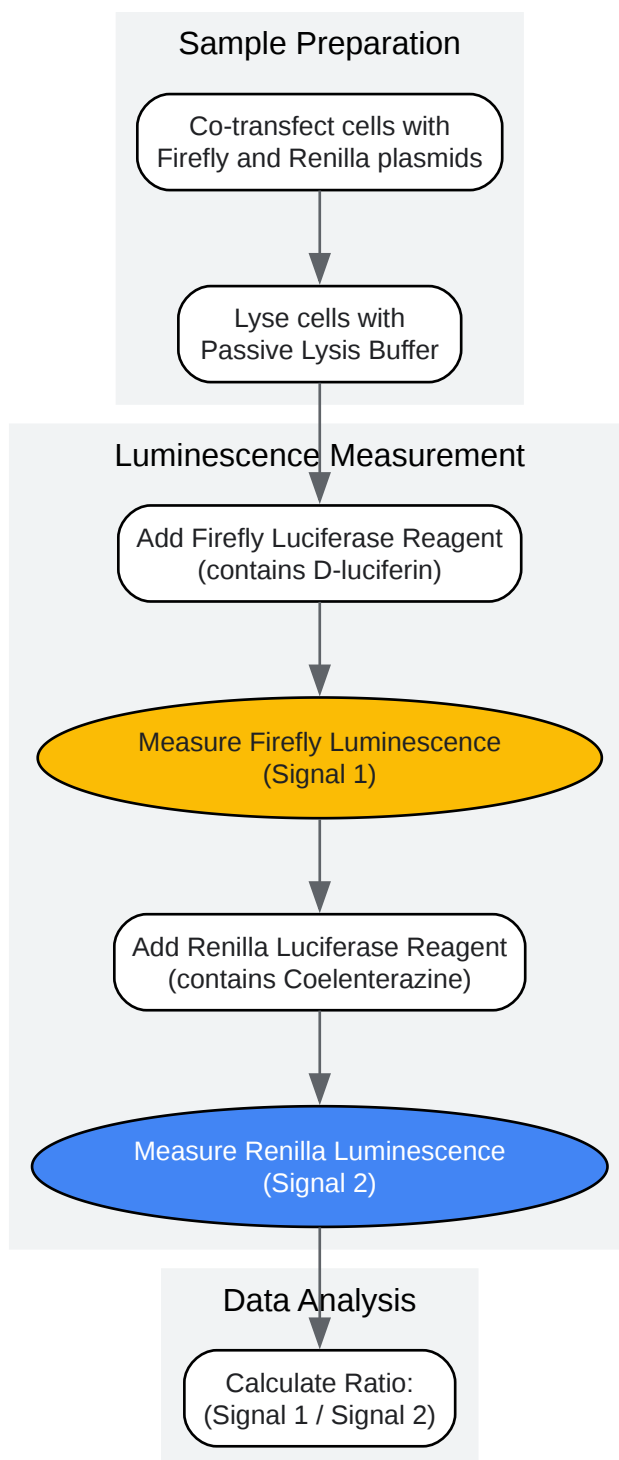 Sample Preparation
Co-transfect cells with
Firefly and Renilla plasmids
Lyse cells with
Passive Lysis Buffer
Luminescence Measurement
Add Firefly Luciferase Reagent
(contains D-luciferin)
Measure Firefly Luminescence
(Signal 1)
Add Renilla Luciferase Reagent
(contains Coelenterazine)
Measure Renilla Luminescence
(Signal 2)
Data Analysis
Calculate Ratio:
(Signal 1 / Signal 2)